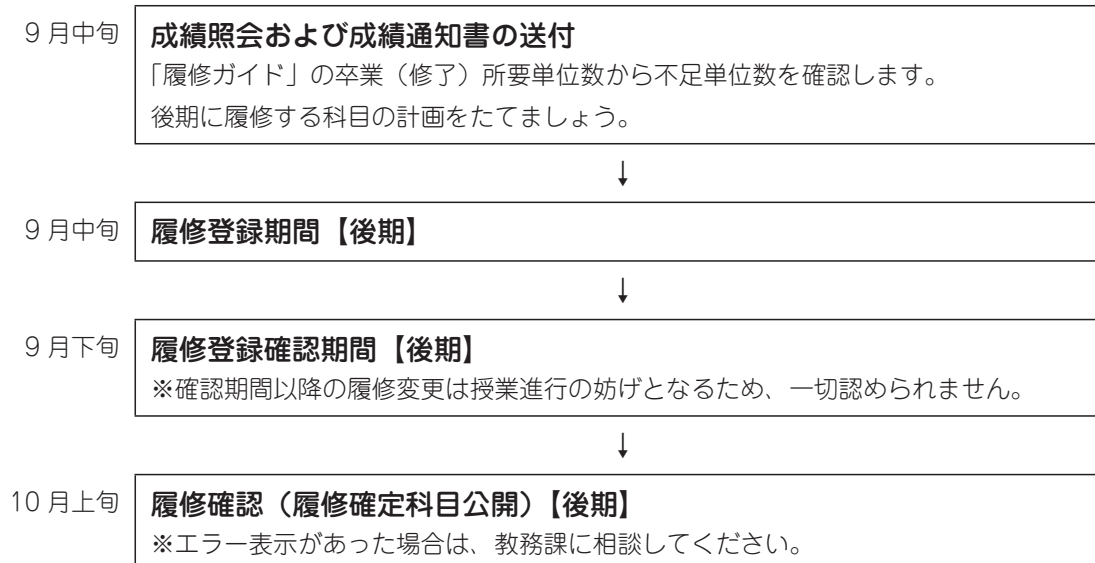 9月中旬
成績照会および成績通知書の送付
「履修ガイド」の卒業（修了）所要単位数から不足単位数を確認します。
後期に履修する科目の計画をたてましょう。
↓
9月中旬
履修登録期間【後期】
↓
9月下旬
履修登録確認期間【後期】
※確認期間以降の履修変更は授業進行の妨げとなるため、一切認められません。
↓
10月上旬
履修確認（履修確定科目公開）【後期】
※エラー表示があった場合は、教務課に相談してください。